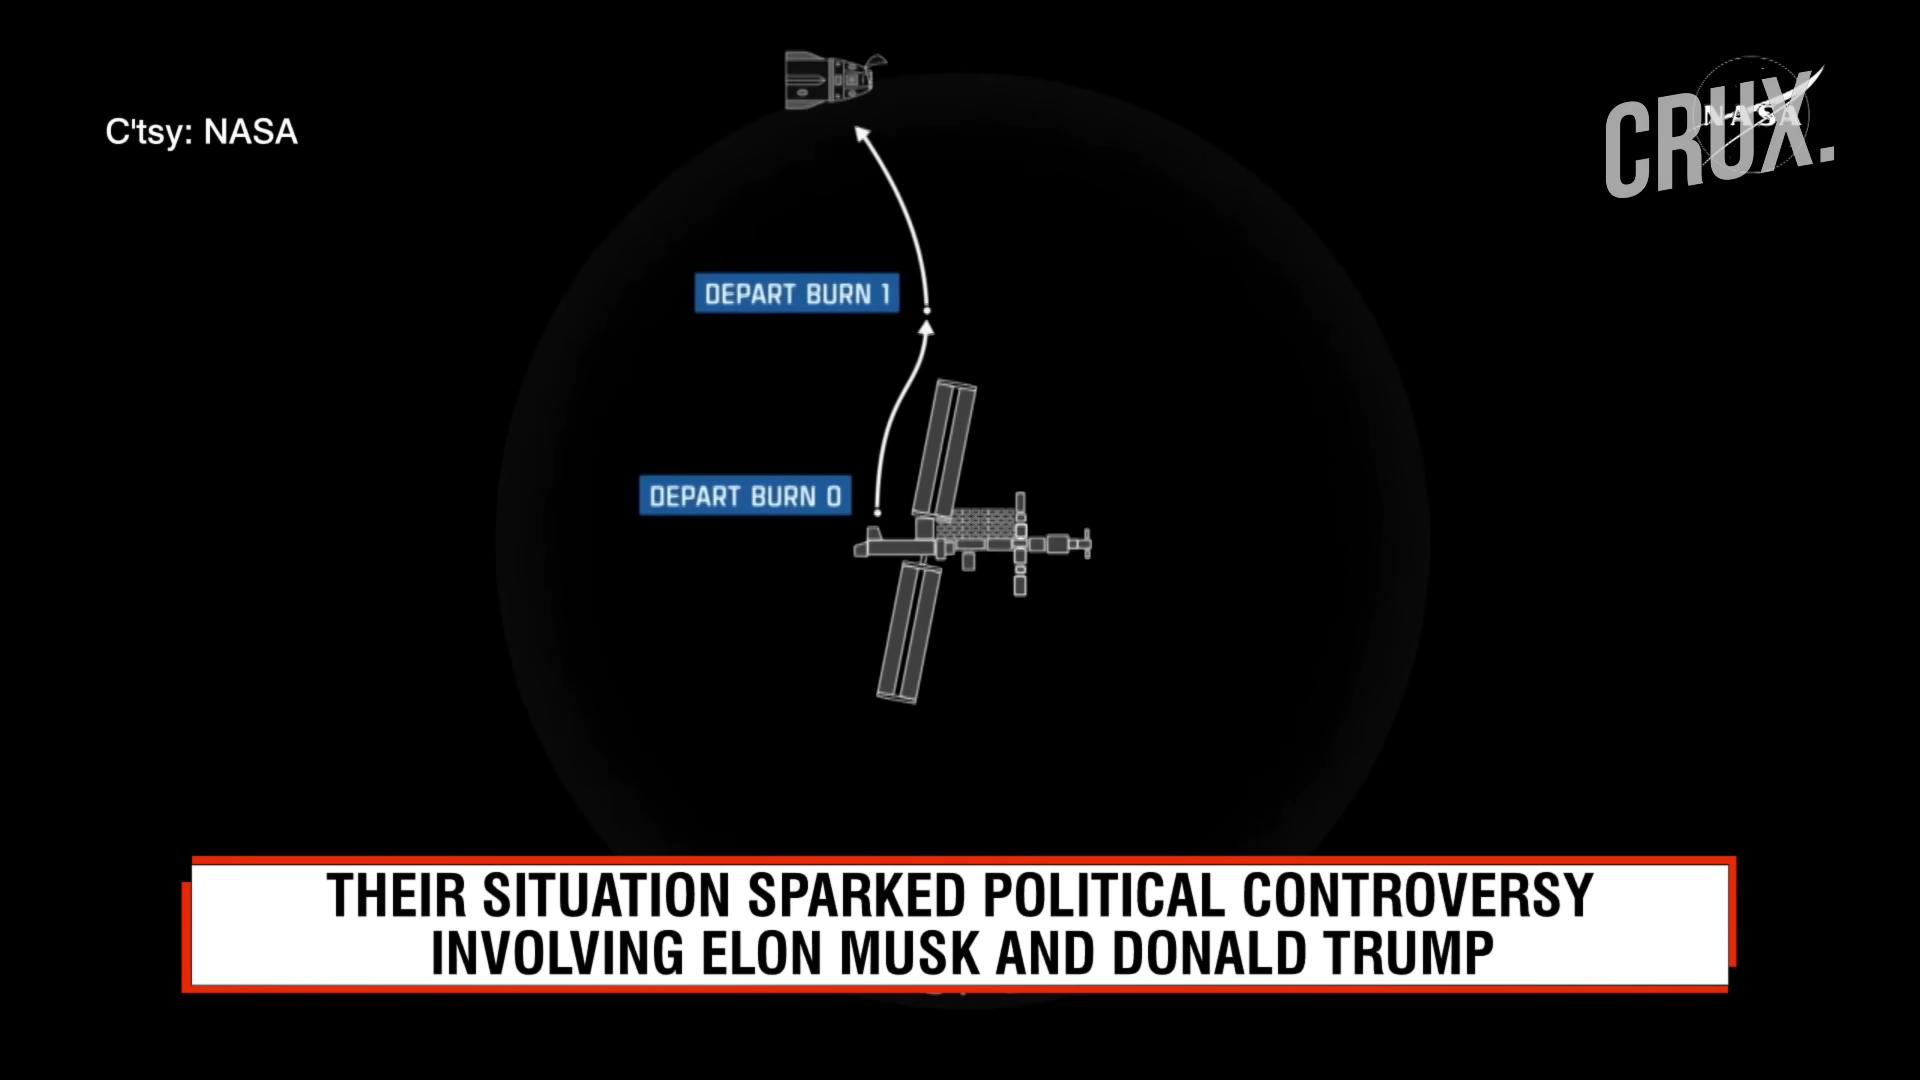 C'tsy: NASA
NASA
CRUX.
DEPART BURN 1
DEPART BURN 0
THEIR SITUATION SPARKED POLITICAL CONTROVERSY
INVOLVING ELON MUSK AND DONALD TRUMP